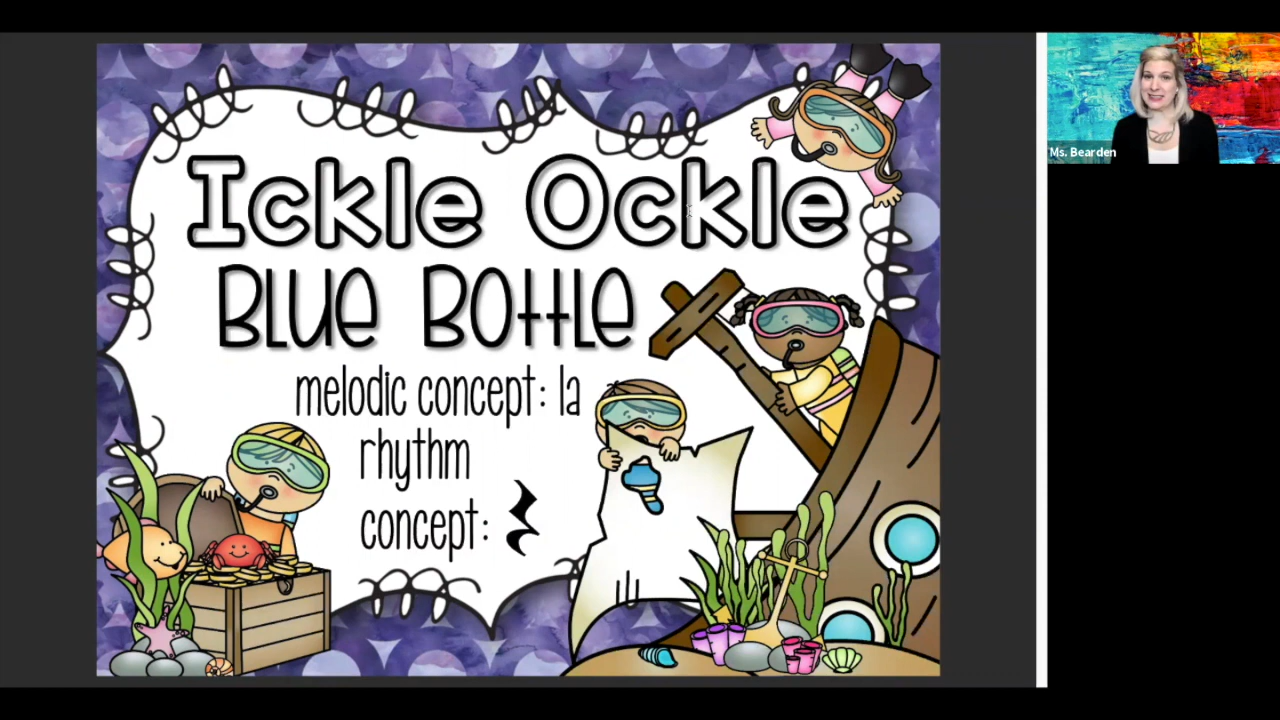 Ickle Ockle
Blue Bottle
melodic concept: la
rhythm
concept:
Ms. Bearden